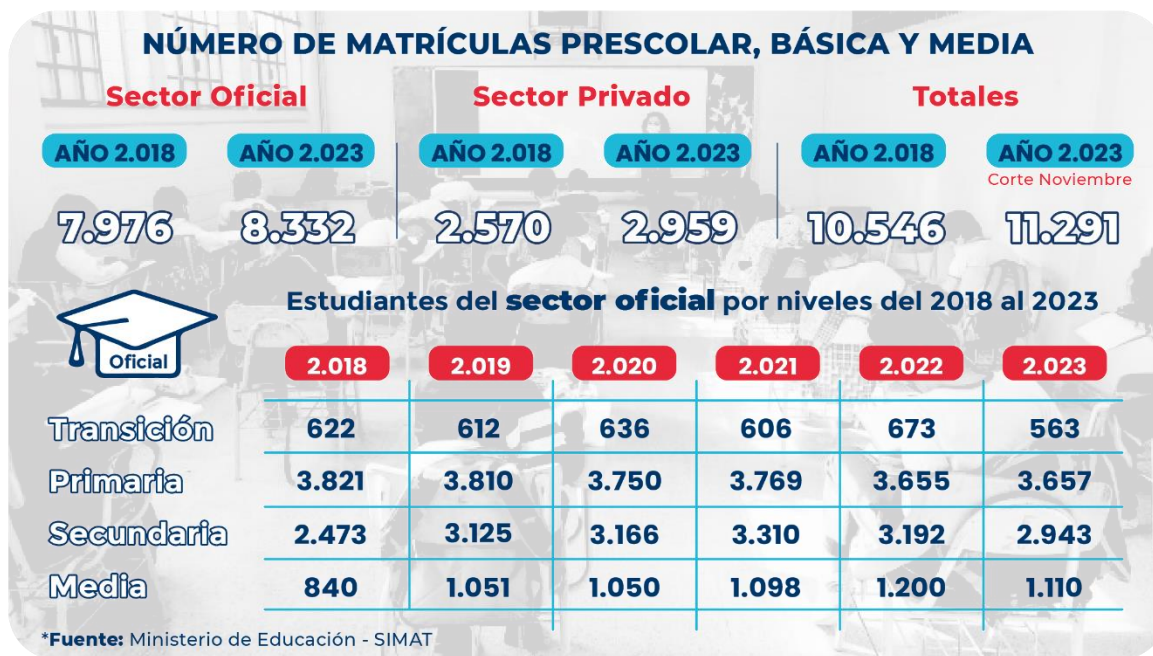 NÚMERO DE MATRÍCULAS PRESCOLAR, BÁSICA Y MEDIA
Sector Oficial Sector Privado Totales
AÑO 2.018 AÑO 2.023 AÑO 2.018 AÑO 2.023 AÑO 2.018 AÑO 2.023
Corte Noviembre
7.976 8.332 2.570 2.959 10.546 11.291
Estudiantes del sector oficial por niveles del 2018 al 2023
Oficial
2.018 2.019 2.020 2.021 2.022 2.023
Transición 622 612 636 606 673 563
Primaria 3.821 3.810 3.750 3.769 3.655 3.657
Secundaria 2.473 3.125 3.166 3.310 3.192 2.943
Media 840 1.051 1.050 1.098 1.200 1.110
*Fuente: Ministerio de Educación - SIMAT